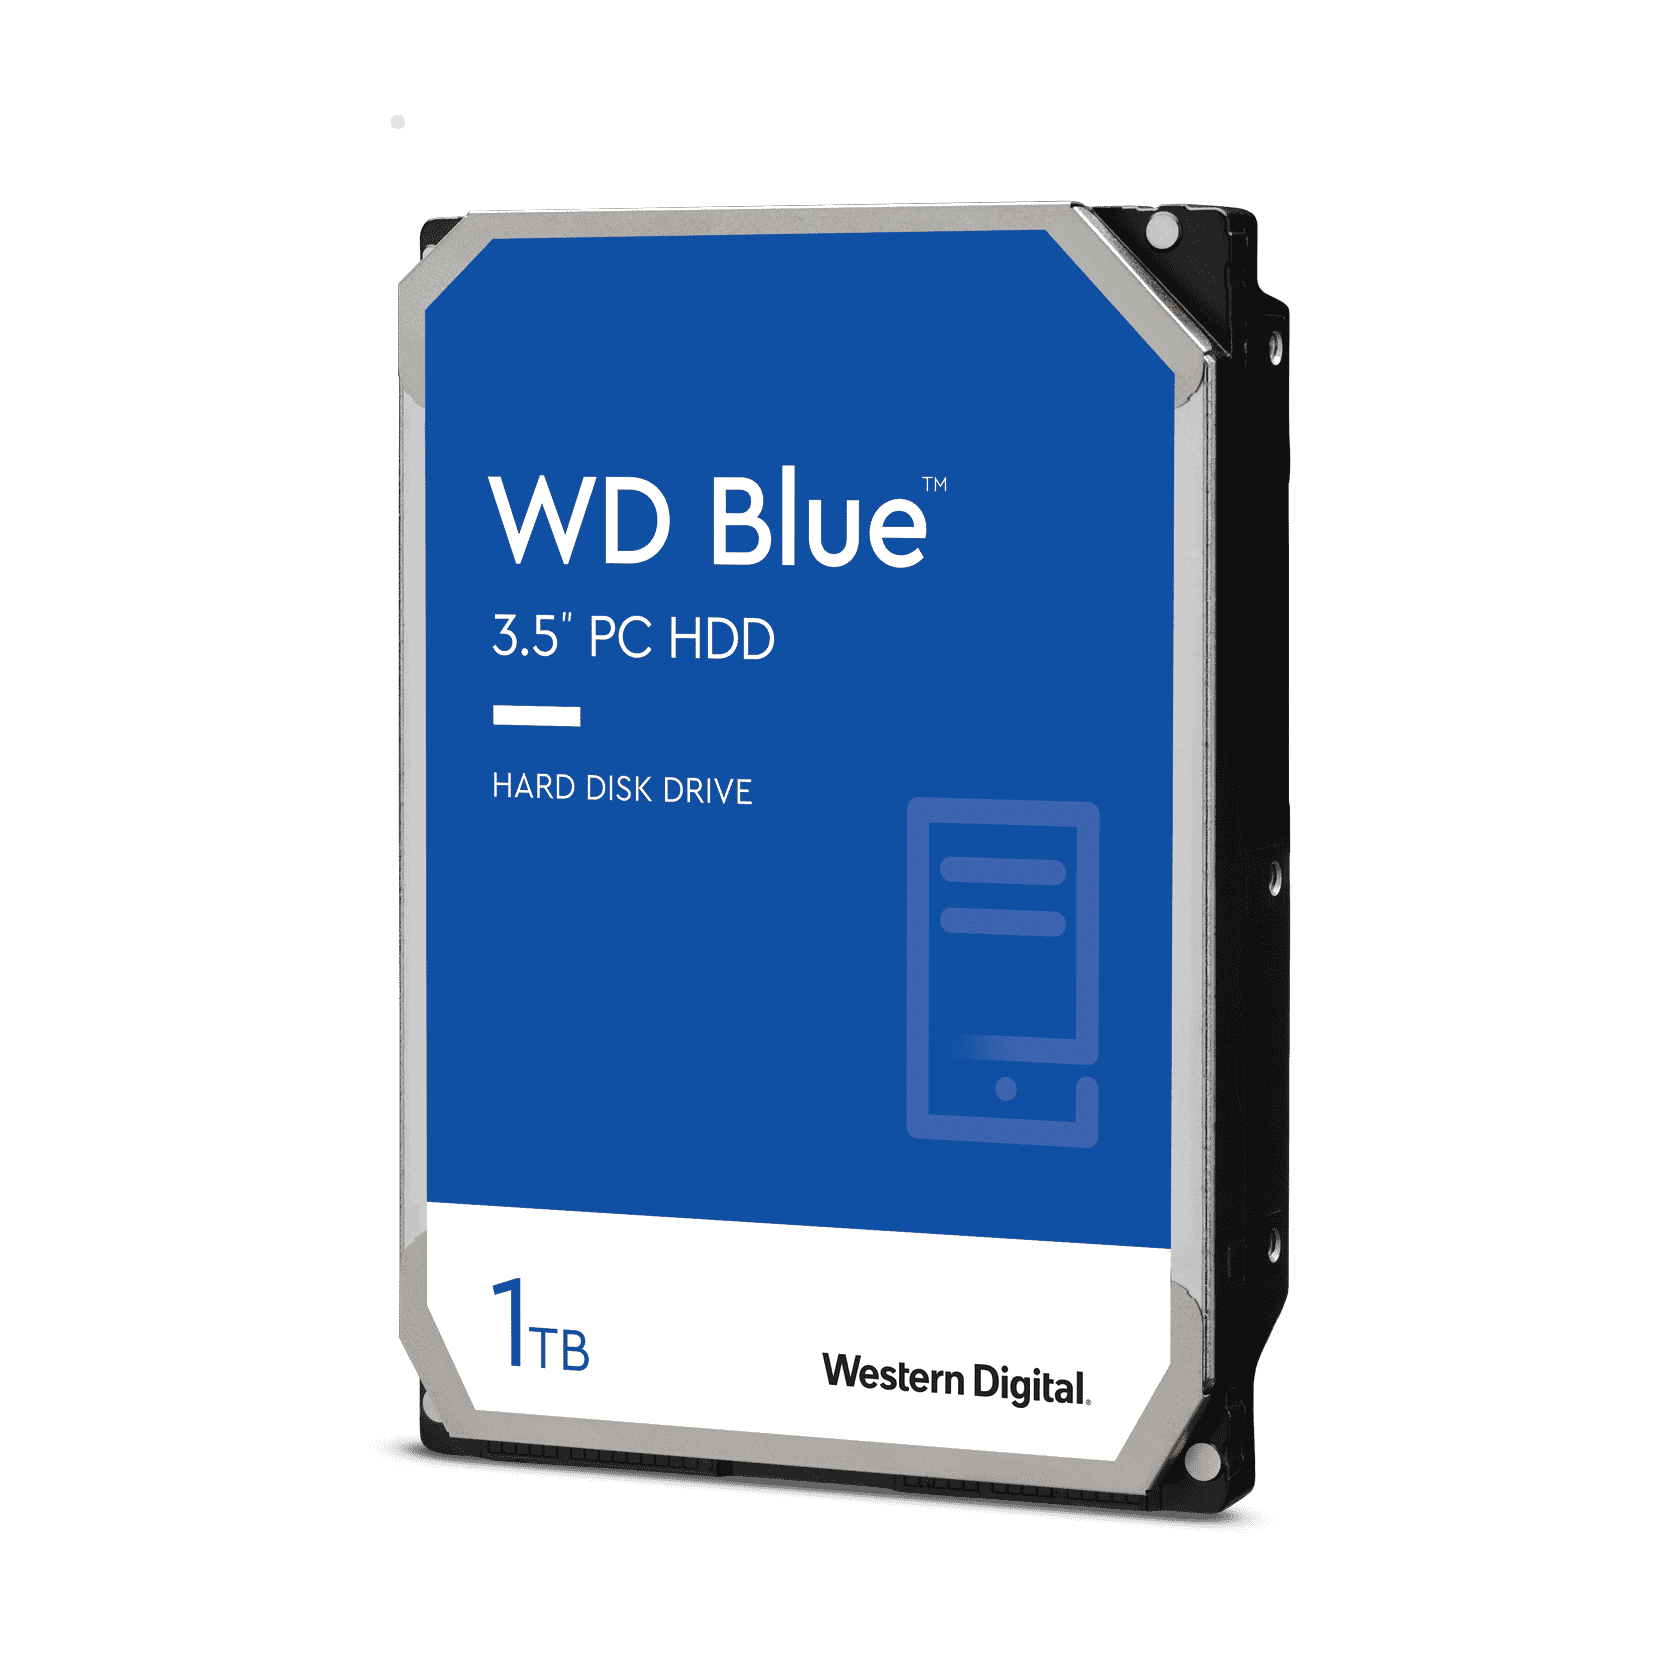 WD Blue™
3.5" PC HDD
HARD DISK DRIVE
1TB
Western Digital®